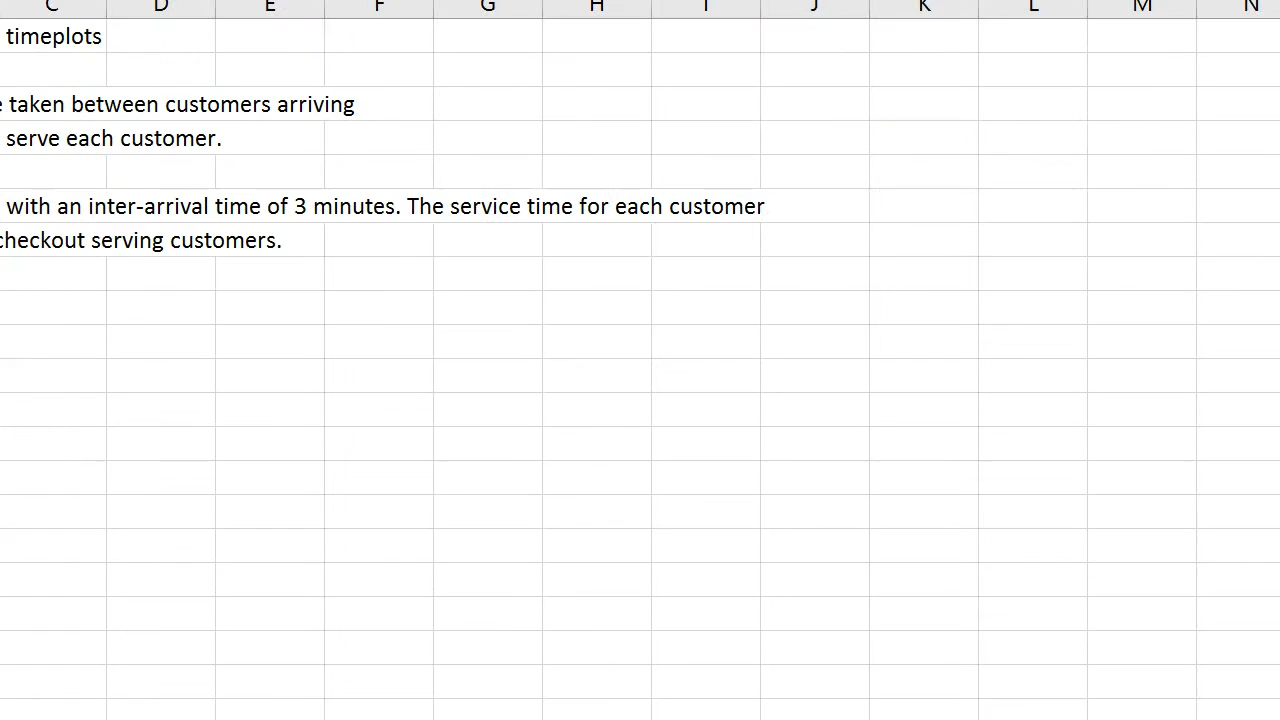 C D E F G H I J K L M N
timeplots
taken between customers arriving
serve each customer.
with an inter-arrival time of 3 minutes. The service time for each customer
checkout serving customers.